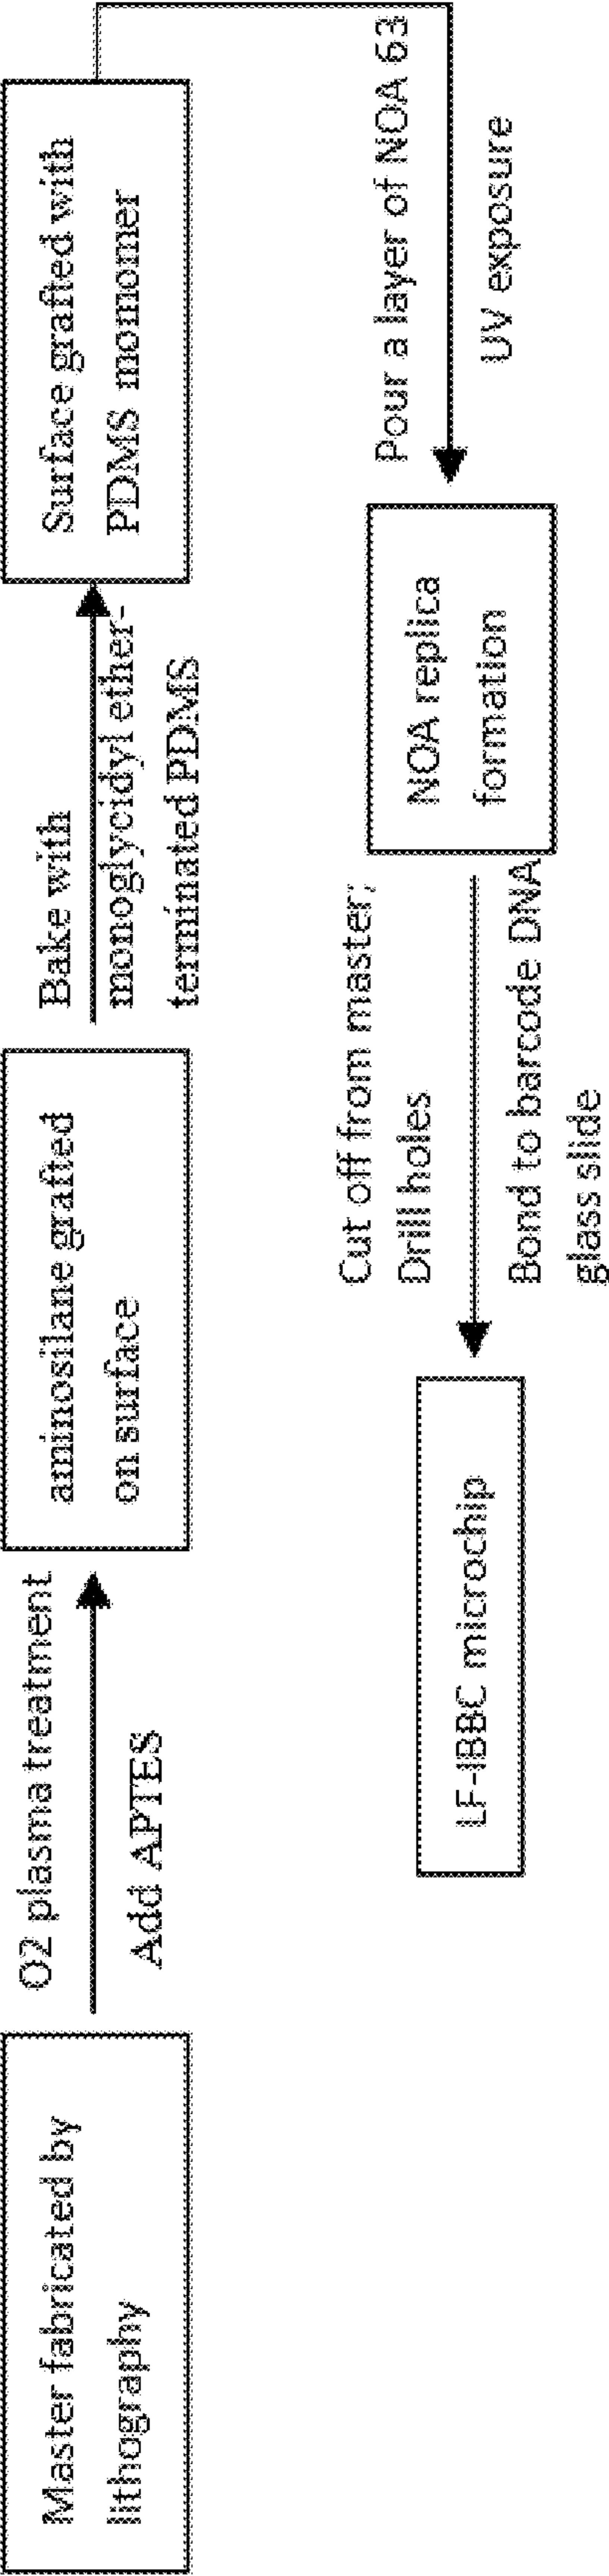 Master fabricated by
lithography
O2 plasma treatment
Add APTES
aminosilane grafted
on surface
Bake with
monoglycidyl ether-
terminated PDMS
Surface grafted with
PDMS momomer
Pour a layer of NOA 63
UV exposure
NOA replica
formation
Cut off from master;
Drill holes
Bond to barcode DNA
glass slide
LF-IBBC microchip